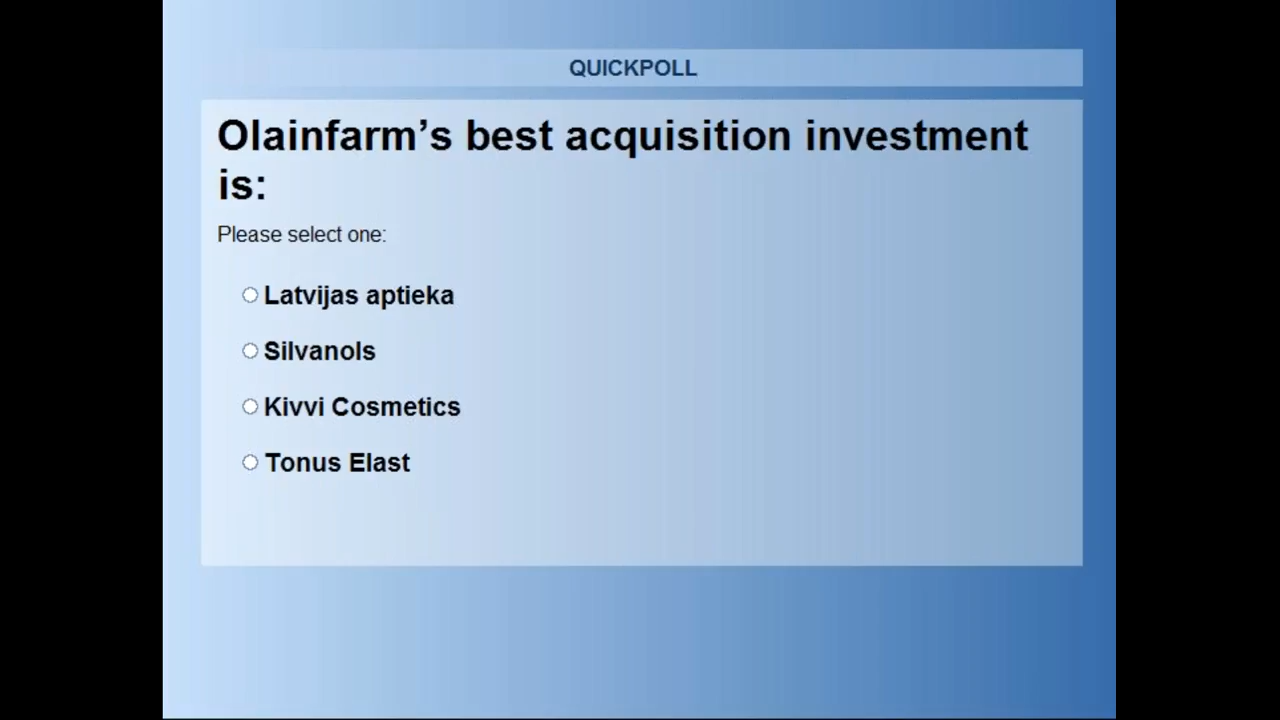 QUICKPOLL
Olainfarm’s best acquisition investment
is:
Please select one:
Latvijas aptieka
Silvanols
Kivvi Cosmetics
Tonus Elast